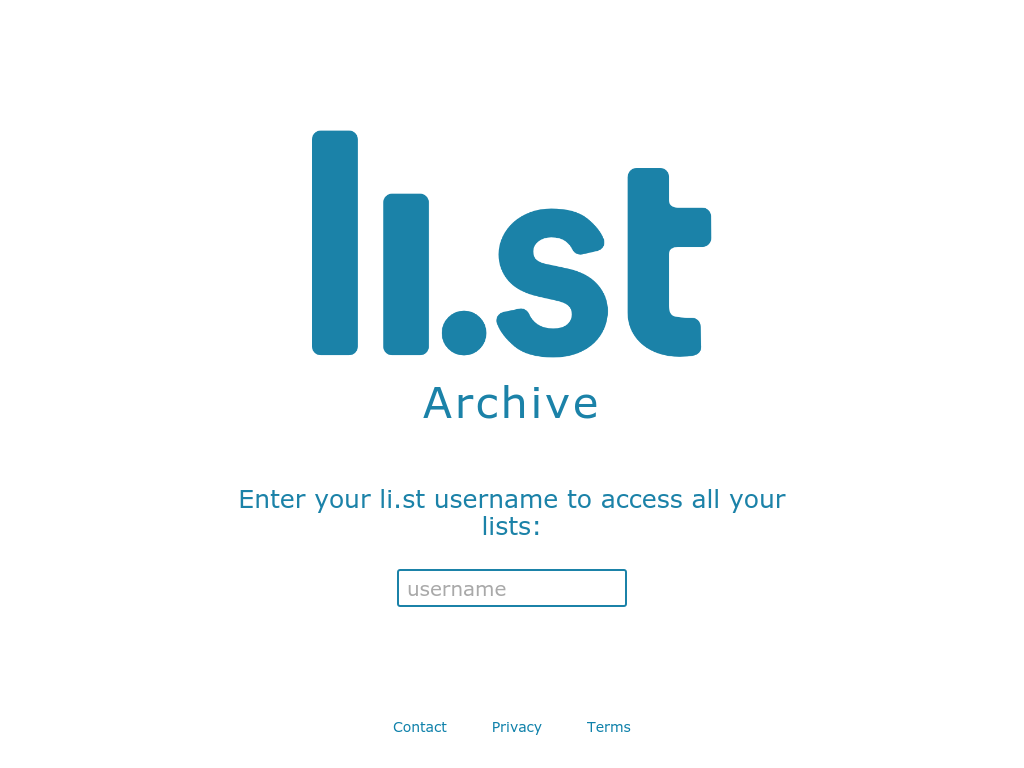 li.st
Archive
Enter your li.st username to access all your
lists:
username
Contact Privacy Terms